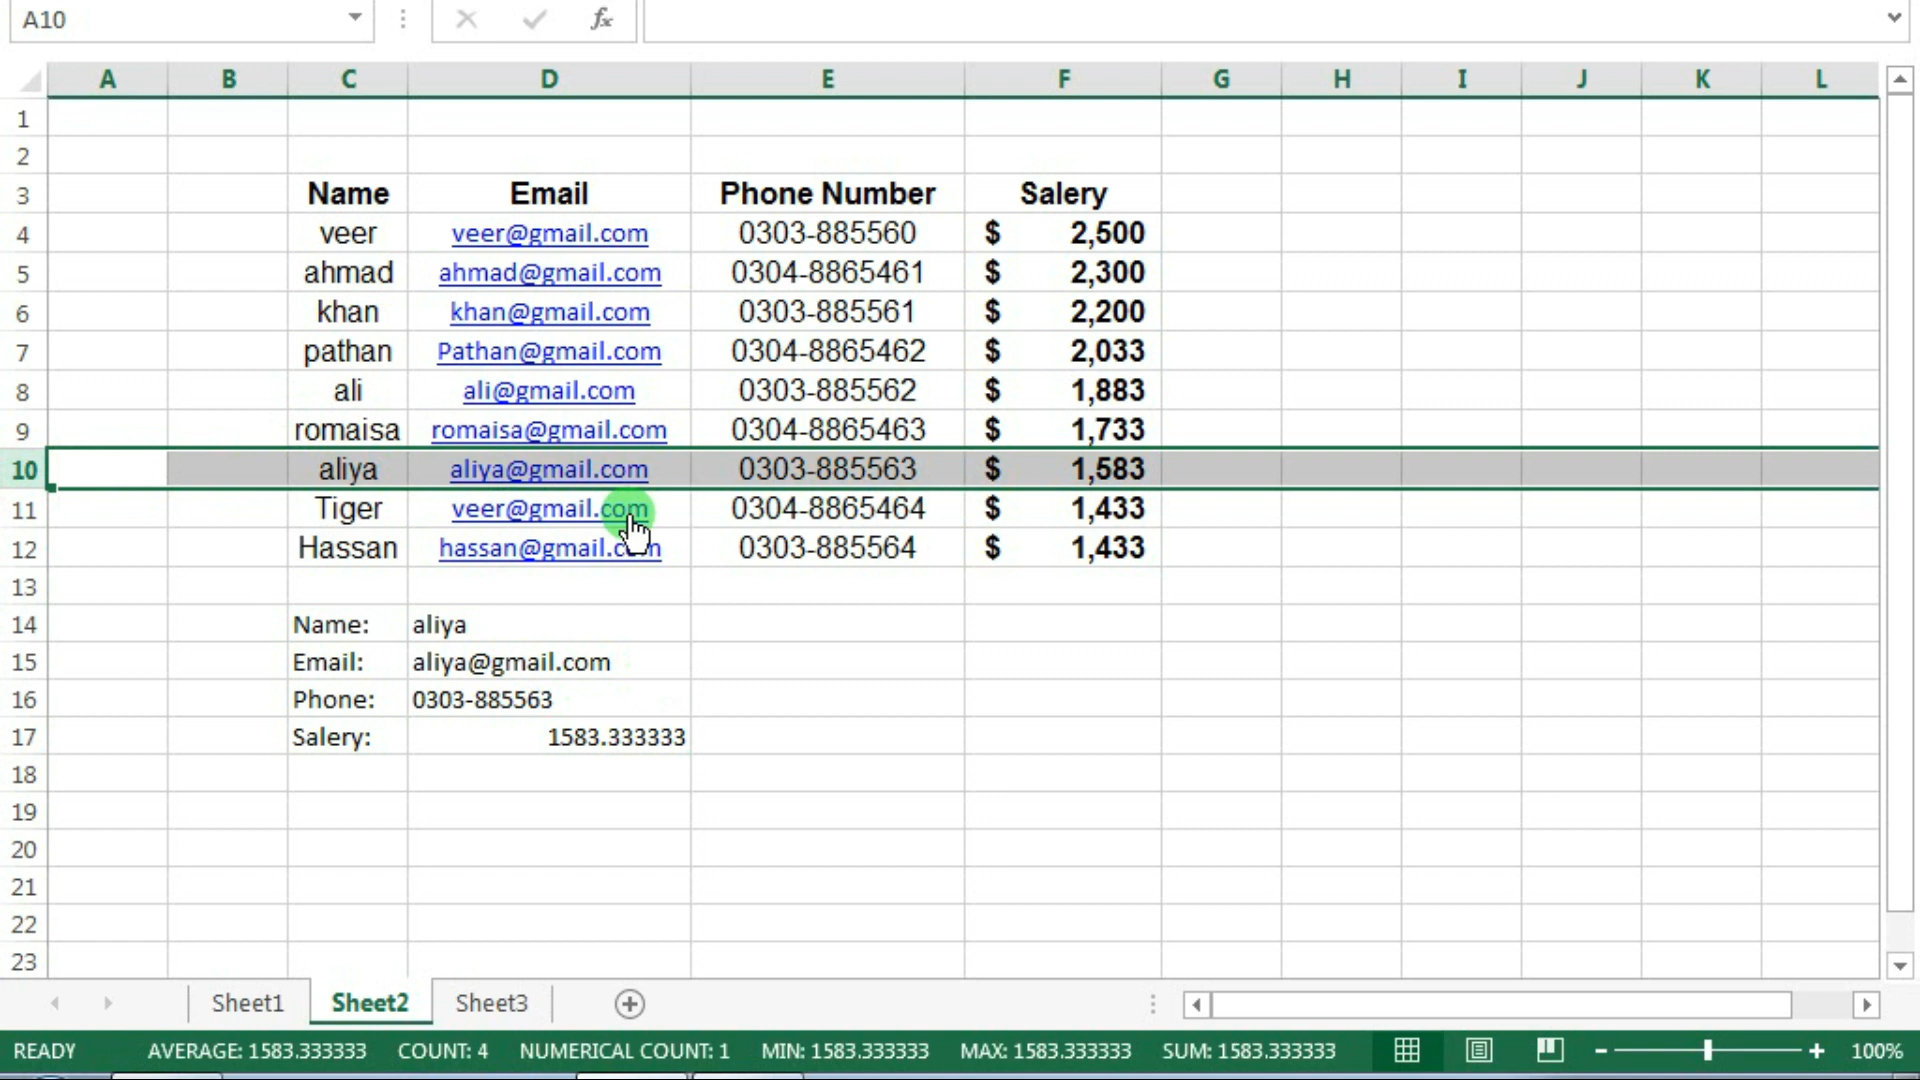 A10 fx
A B C D E F G H I J K L
1
2
3 Name Email Phone Number Salery
4 veer veer@gmail.com 0303-885560 $ 2,500
5 ahmad ahmad@gmail.com 0304-8865461 $ 2,300
6 khan khan@gmail.com 0303-885561 $ 2,200
7 pathan Pathan@gmail.com 0304-8865462 $ 2,033
8 ali ali@gmail.com 0303-885562 $ 1,883
9 romaisa romaisa@gmail.com 0304-8865463 $ 1,733
10 aliya aliya@gmail.com 0303-885563 $ 1,583
11 Tiger veer@gmail.com 0304-8865464 $ 1,433
12 Hassan hassan@gmail.com 0303-885564 $ 1,433
13
14 Name: aliya
15 Email: aliya@gmail.com
16 Phone: 0303-885563
17 Salery: 1583.333333
18
19
20
21
22
23
Sheet1 Sheet2 Sheet3
READY AVERAGE: 1583.333333 COUNT: 4 NUMERICAL COUNT: 1 MIN: 1583.333333 MAX: 1583.333333 SUM: 1583.333333 100%